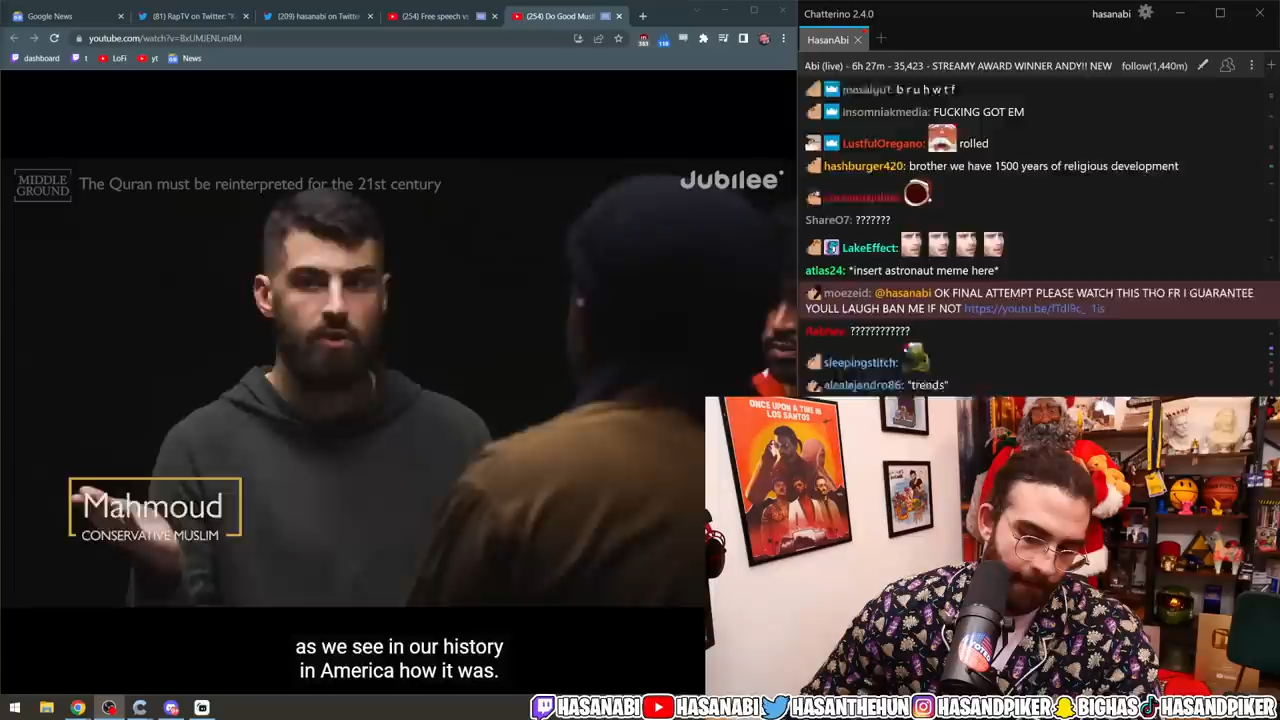 Google News
(81) RapTV on Twitter: "R
(209) hasanabi on Twitte
(254) Free speech v
(254) Do Good Mus
youtube.com/watch?v=BxUMJENLmBM
383
118
dashboard
t
LoFi
yt
News
MIDDLE
GROUND
The Quran must be reinterpreted for the 21st century
Jubilee
Mahmoud
CONSERVATIVE MUSLIM
as we see in our history
in America how it was.
Chatterino 2.4.0
hasanabi
HasanAbi
Abi (live) - 6h 27m - 35,423 - STREAMY AWARD WINNER ANDY!! NEW
follow(1,440m)
b r u h w t f
insomniakmedia: FUCKING GOT EM
LustfulOregano: rolled
hashburger420: brother we have 1500 years of religious development
ShareO7: ???????
LakeEffect:
atlas24: *insert astronaut meme here*
moezeid: @hasanabi OK FINAL ATTEMPT PLEASE WATCH THIS THO FR I GUARANTEE
YOULL LAUGH BAN ME IF NOT
????????????
sleepingstitch:
"trends"
ONCE UPON A TIME IN
LOS SANTOS
VOTED
HASANABI
HASANABI
HASANTHEHUN
HASANDPIKER
BIGHAS
HASANDPIKER